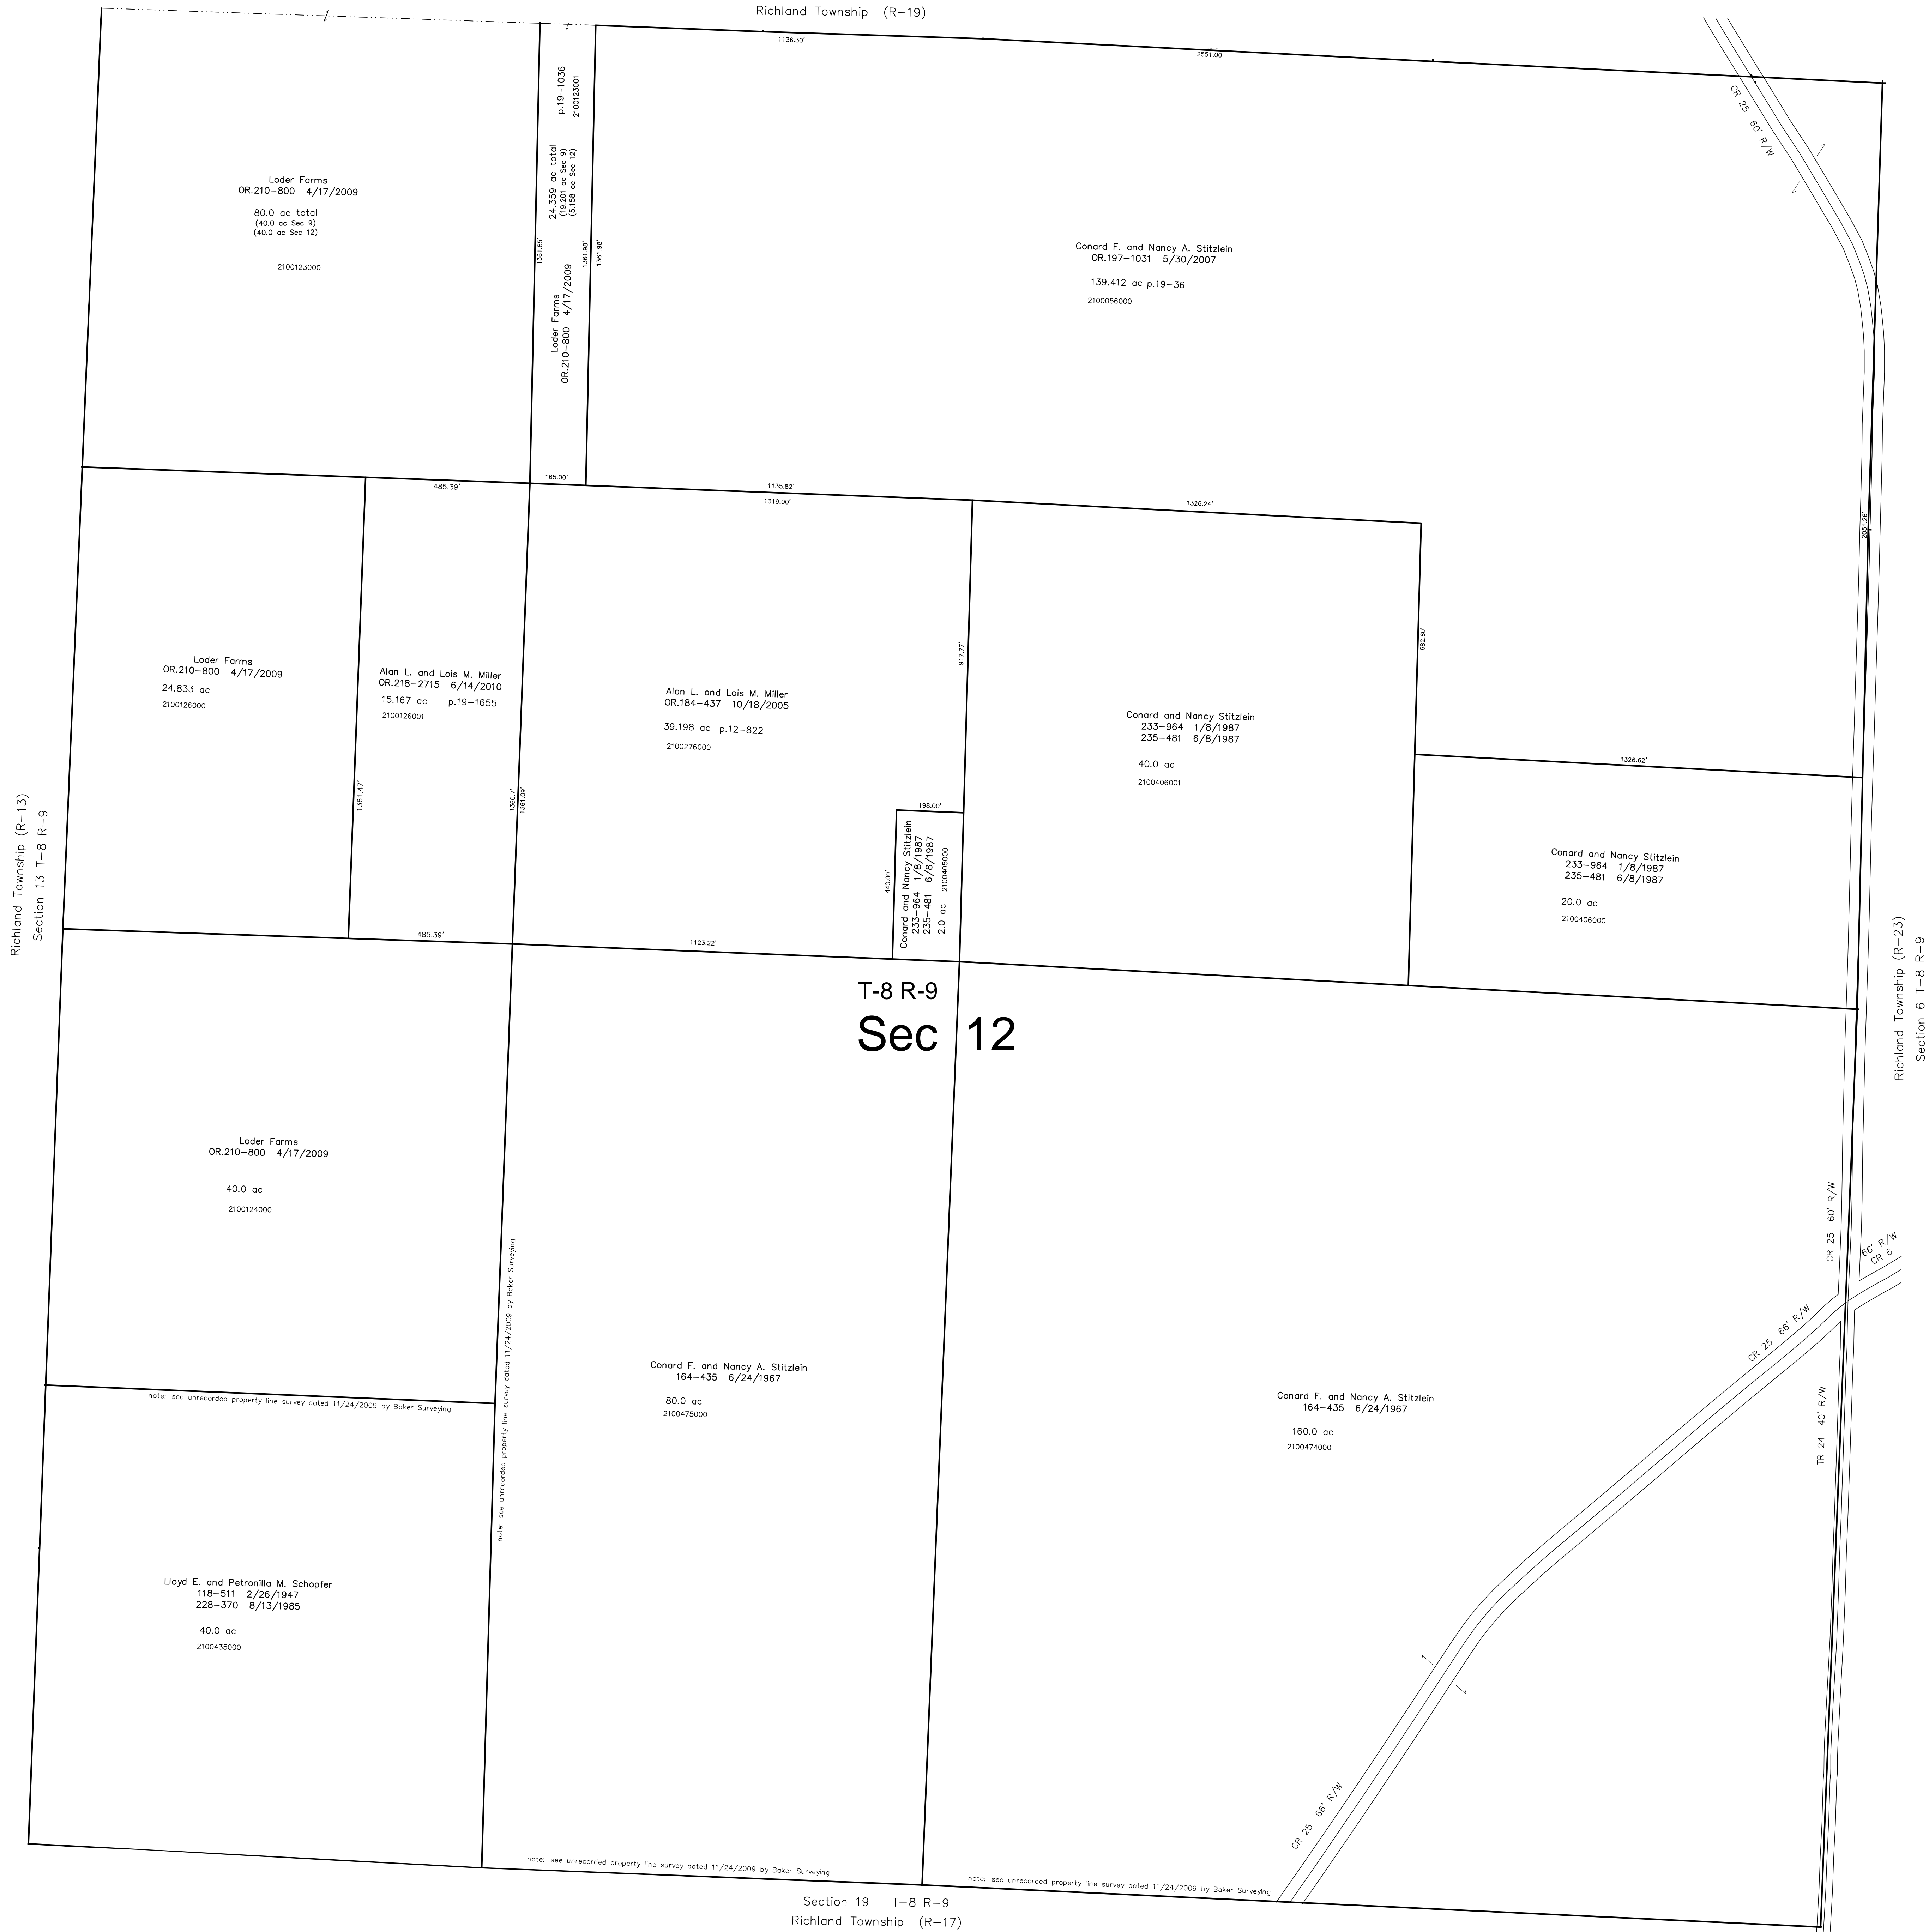 Richland Township (R-19)
1136.30'
2551.00
CR 25 60' R/W
Loder Farms
OR.210-800 4/17/2009
80.0 ac total
(40.0 ac Sec 9)
(40.0 ac Sec 12)
2100123000
p.19-1036
2100123001
24.359 ac total
(19.201 ac Sec 9)
(5.158 ac Sec 12)
Loder Farms
OR.210-800 4/17/2009
1361.85'
1361.98'
1361.98'
Conard F. and Nancy A. Stitzlein
OR.197-1031 5/30/2007
139.412 ac p.19-36
2100056000
2051.26'
485.39'
165.00'
1135.82'
1319.00'
1326.24'
Loder Farms
OR.210-800 4/17/2009
24.833 ac
2100126000
1361.47'
Alan L. and Lois M. Miller
OR.218-2715 6/14/2010
15.167 ac p.19-1655
2100126001
1360.7'
1361.09'
Alan L. and Lois M. Miller
OR.184-437 10/18/2005
39.198 ac p.12-822
2100276000
917.77'
682.60'
Conard and Nancy Stitzlein
233-964 1/8/1987
235-481 6/8/1987
40.0 ac
2100406001
1326.62'
198.00'
440.00'
Conard and Nancy Stitzlein
233-964 1/8/1987
235-481 6/8/1987
2.0 ac 2100405000
Conard and Nancy Stitzlein
233-964 1/8/1987
235-481 6/8/1987
20.0 ac
2100406000
Richland Township (R-13)
Section 13 T-8 R-9
Richland Township (R-23)
Section 6 T-8 R-9
485.39'
1123.22'
T-8 R-9
Sec 12
Loder Farms
OR.210-800 4/17/2009
40.0 ac
2100124000
note: see unrecorded property line survey dated 11/24/2009 by Baker Surveying
note: see unrecorded property line survey dated 11/24/2009 by Baker Surveying
CR 25 60' R/W
66' R/W
CR 6
CR 25 66' R/W
TR 24 40' R/W
Conard F. and Nancy A. Stitzlein
164-435 6/24/1967
80.0 ac
2100475000
Conard F. and Nancy A. Stitzlein
164-435 6/24/1967
160.0 ac
2100474000
Lloyd E. and Petronilla M. Schopfer
118-511 2/26/1947
228-370 8/13/1985
40.0 ac
2100435000
CR 25 66' R/W
note: see unrecorded property line survey dated 11/24/2009 by Baker Surveying
note: see unrecorded property line survey dated 11/24/2009 by Baker Surveying
Section 19 T-8 R-9
Richland Township (R-17)